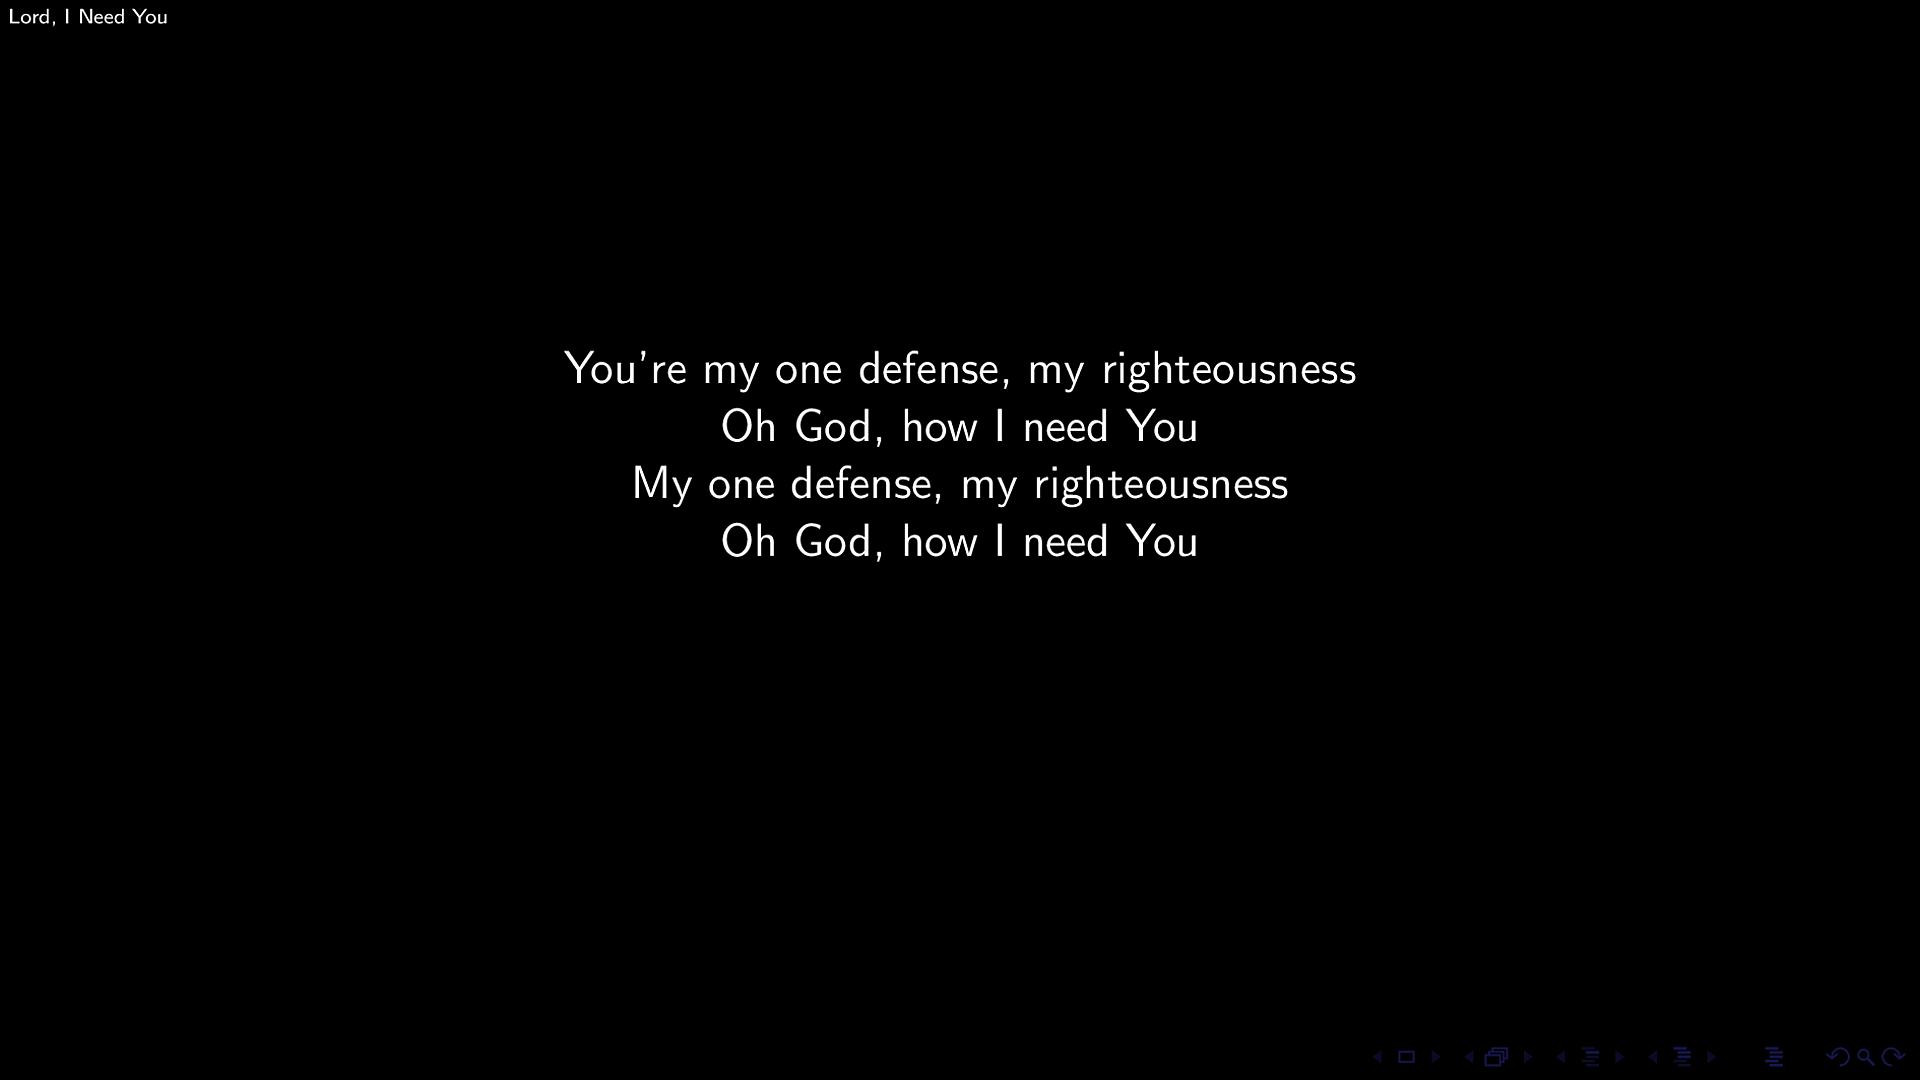 Lord, I Need You
You're my one defense, my righteousness
Oh God, how I need You
My one defense, my righteousness
Oh God, how I need You